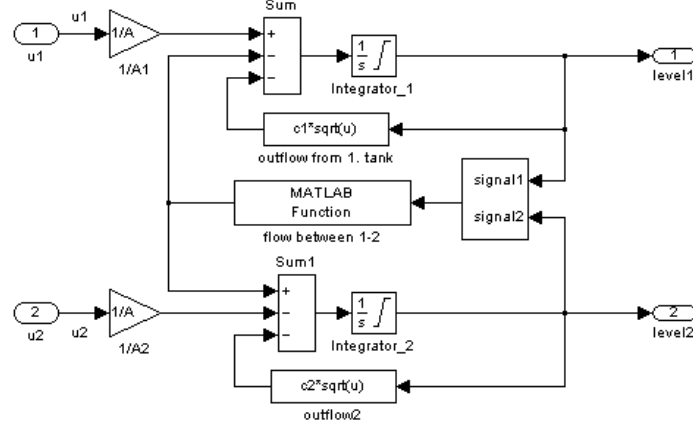 Sum
u1
1
1/A
+
−
−
1
s
1
u1
1/A1
Integrator_1
level1
c1*sqrt(u)
outflow from 1. tank
signal1
MATLAB
Function
signal2
flow between 1-2
Sum1
+
2
1/A
−
1
s
2
−
u2
u2
1/A2
Integrator_2
level2
c2*sqrt(u)
outflow2